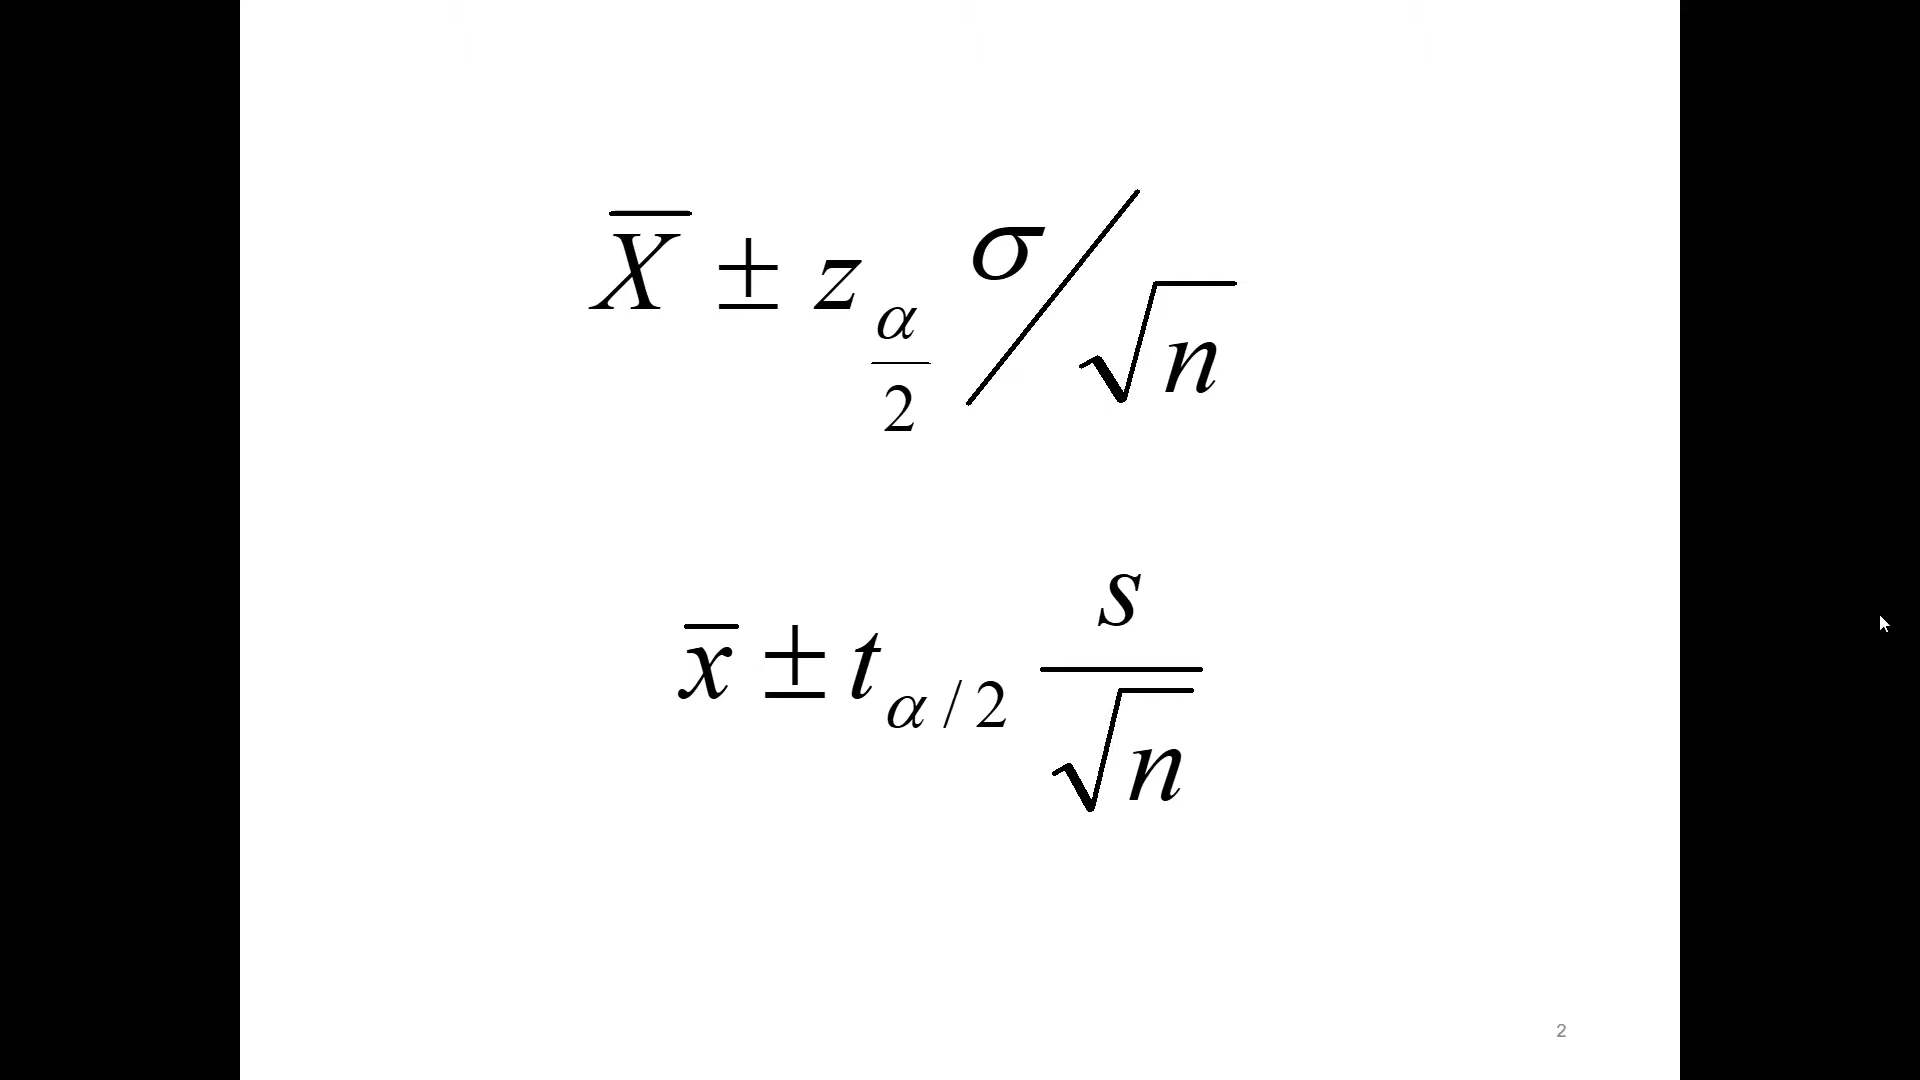 X̄ ± z_{α/2} σ/√n
x̄ ± t_{α/2} s/√n
2